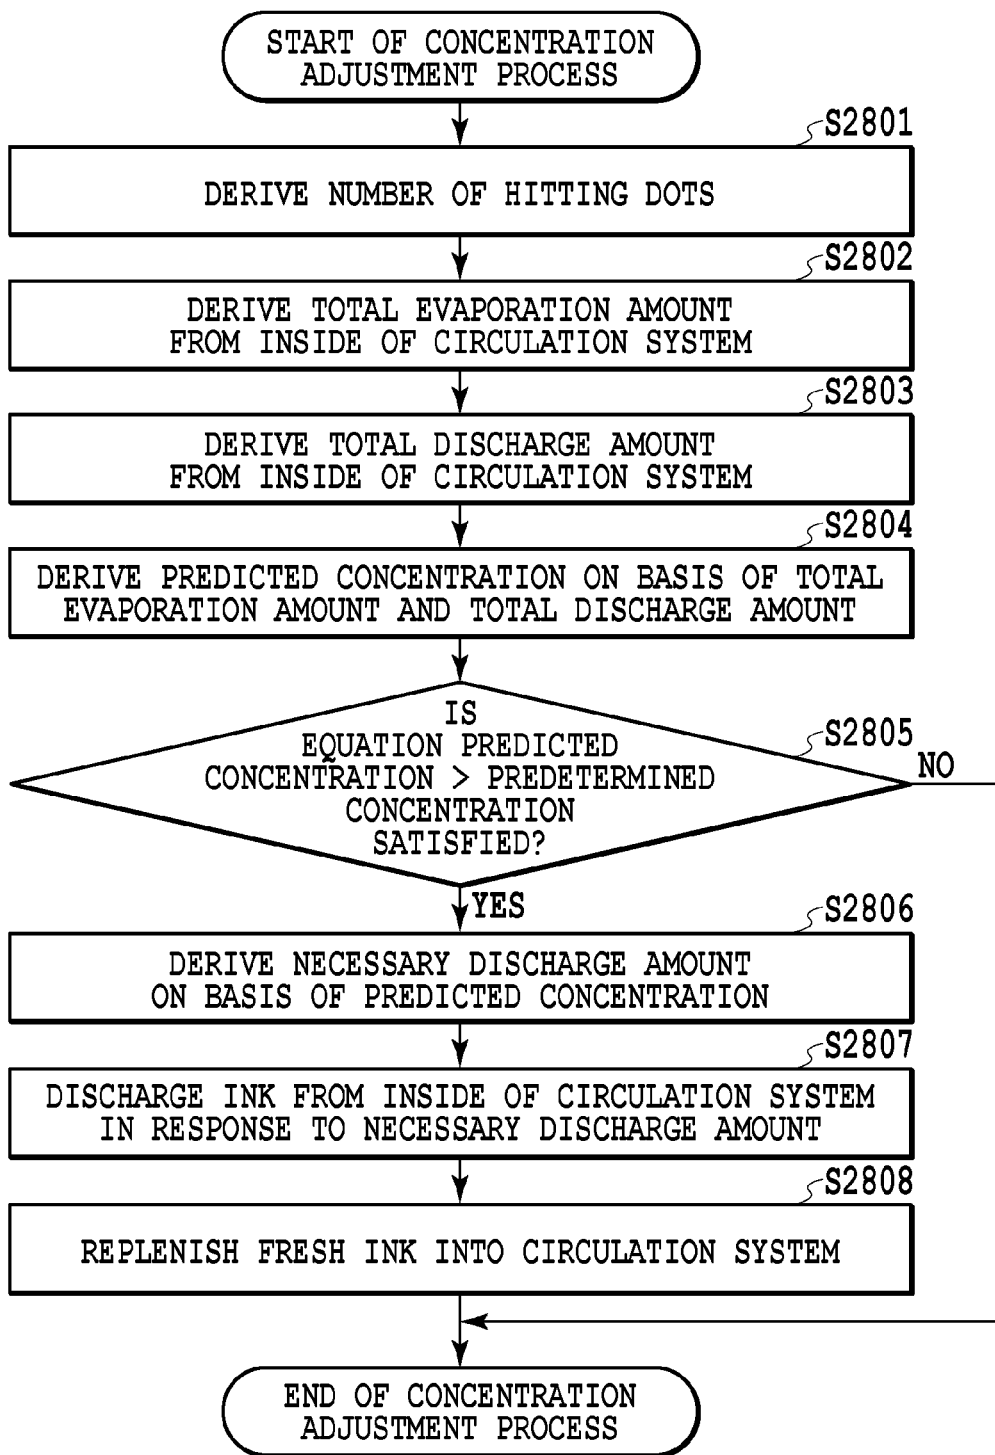 START OF CONCENTRATION
ADJUSTMENT PROCESS
S2801
DERIVE NUMBER OF HITTING DOTS
S2802
DERIVE TOTAL EVAPORATION AMOUNT
FROM INSIDE OF CIRCULATION SYSTEM
S2803
DERIVE TOTAL DISCHARGE AMOUNT
FROM INSIDE OF CIRCULATION SYSTEM
S2804
DERIVE PREDICTED CONCENTRATION ON BASIS OF TOTAL
EVAPORATION AMOUNT AND TOTAL DISCHARGE AMOUNT
S2805
IS
EQUATION PREDICTED
CONCENTRATION > PREDETERMINED
CONCENTRATION
SATISFIED?
NO
YES
S2806
DERIVE NECESSARY DISCHARGE AMOUNT
ON BASIS OF PREDICTED CONCENTRATION
S2807
DISCHARGE INK FROM INSIDE OF CIRCULATION SYSTEM
IN RESPONSE TO NECESSARY DISCHARGE AMOUNT
S2808
REPLENISH FRESH INK INTO CIRCULATION SYSTEM
END OF CONCENTRATION
ADJUSTMENT PROCESS